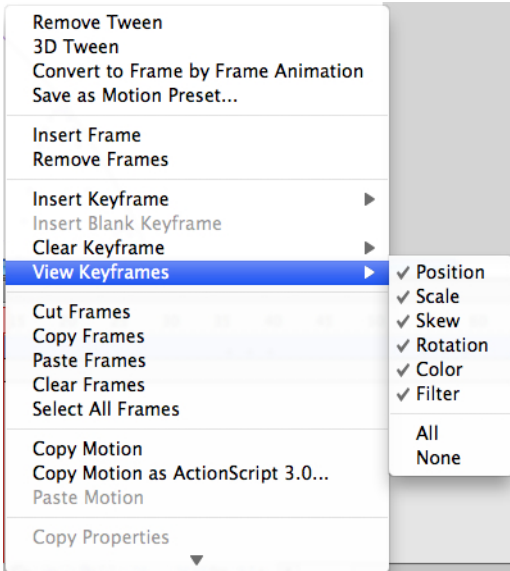 Remove Tween
3D Tween
Convert to Frame by Frame Animation
Save as Motion Preset...
Insert Frame
Remove Frames
Insert Keyframe
Insert Blank Keyframe
Clear Keyframe
View Keyframes
Position
Scale
Skew
Rotation
Color
Filter
All
None
Cut Frames
Copy Frames
Paste Frames
Clear Frames
Select All Frames
Copy Motion
Copy Motion as ActionScript 3.0...
Paste Motion
Copy Properties